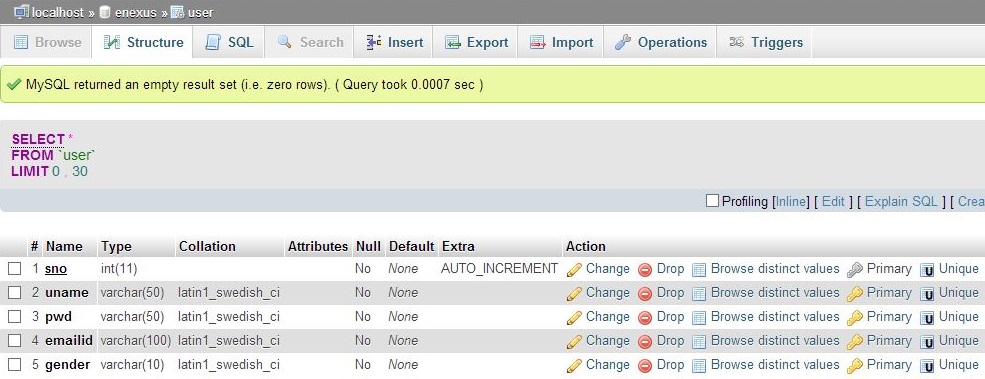 localhost » enexus » user
Browse Structure SQL Search Insert Export Import Operations Triggers
MySQL returned an empty result set (i.e. zero rows). ( Query took 0.0007 sec )
SELECT *
FROM `user`
LIMIT 0 , 30
Profiling [Inline] [ Edit ] [ Explain SQL ] [ Crea
# Name Type Collation Attributes Null Default Extra Action
1 sno int(11) No None AUTO_INCREMENT Change Drop Browse distinct values Primary Unique
2 uname varchar(50) latin1_swedish_ci No None Change Drop Browse distinct values Primary Unique
3 pwd varchar(50) latin1_swedish_ci No None Change Drop Browse distinct values Primary Unique
4 emailid varchar(100) latin1_swedish_ci No None Change Drop Browse distinct values Primary Unique
5 gender varchar(10) latin1_swedish_ci No None Change Drop Browse distinct values Primary Unique